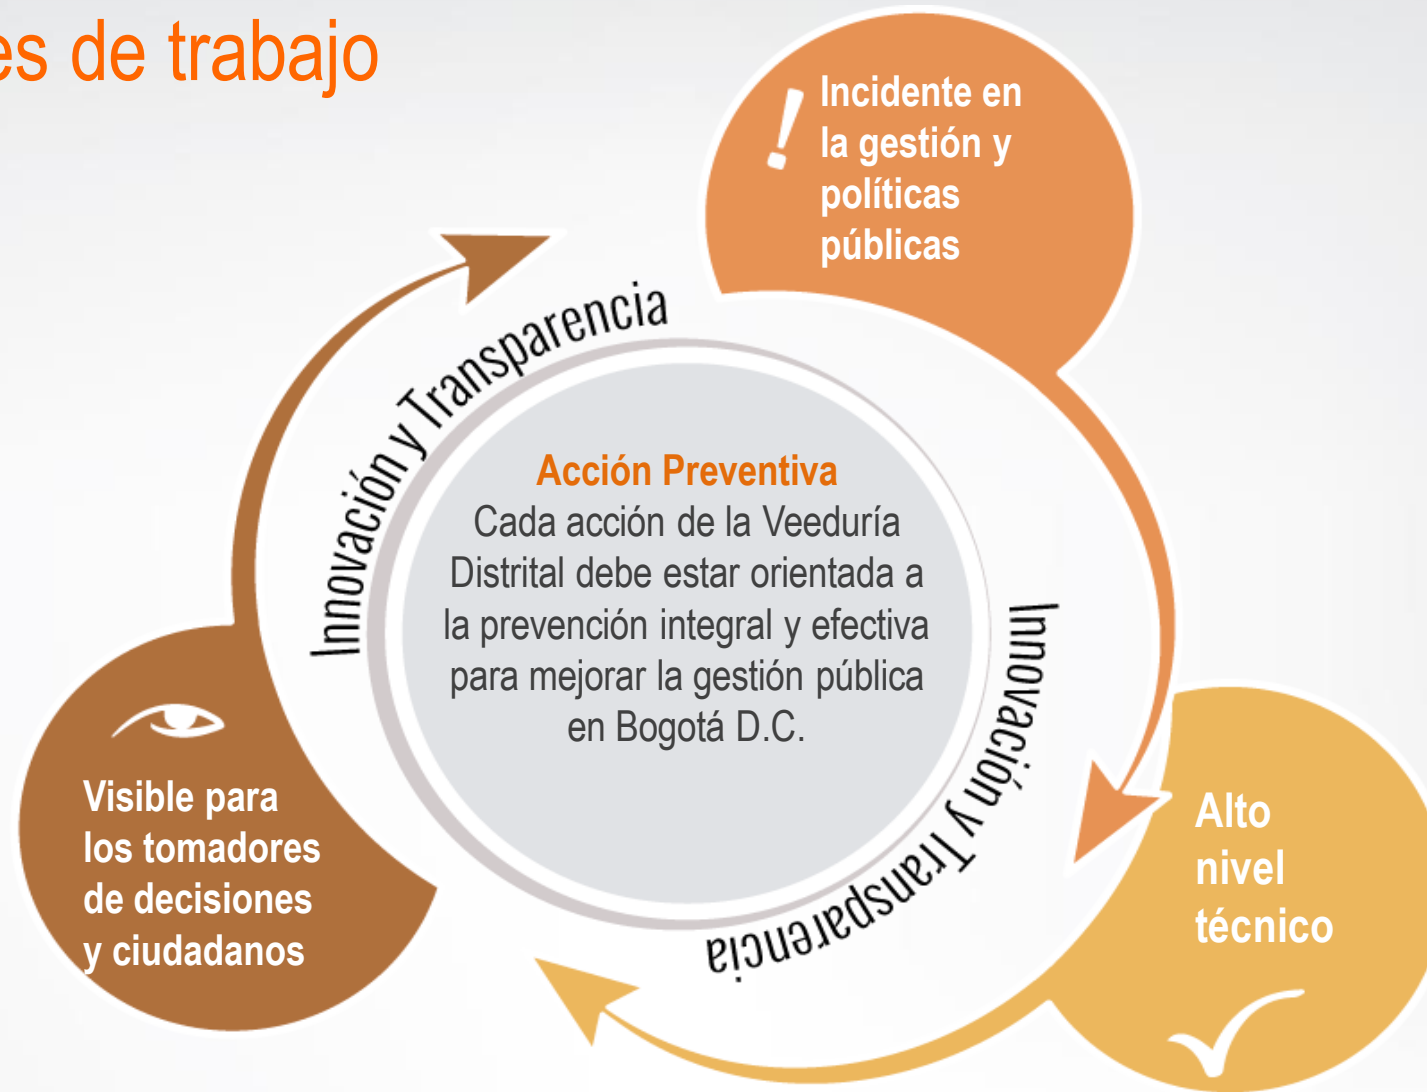 es de trabajo
Incidente en
la gestión y
políticas
públicas
Innovación y Transparencia
Acción Preventiva
Cada acción de la Veeduría
Distrital debe estar orientada a
la prevención integral y efectiva
para mejorar la gestión pública
en Bogotá D.C.
Innovación y Transparencia
Visible para
los tomadores
de decisiones
y ciudadanos
Alto
nivel
técnico